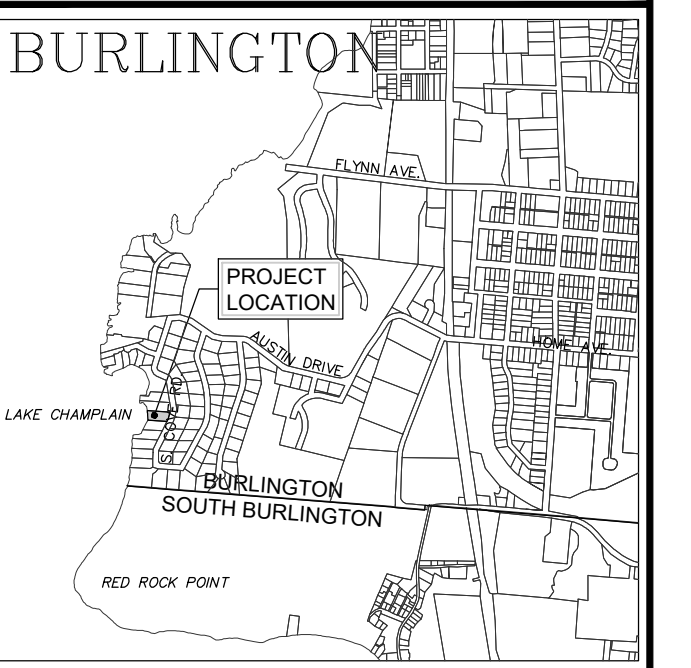 BURLINGTON
FLYNN AVE.
PROJECT
LOCATION
HOME AVE.
AUSTIN DRIVE
S. COVE RD
LAKE CHAMPLAIN
BURLINGTON
SOUTH BURLINGTON
RED ROCK POINT